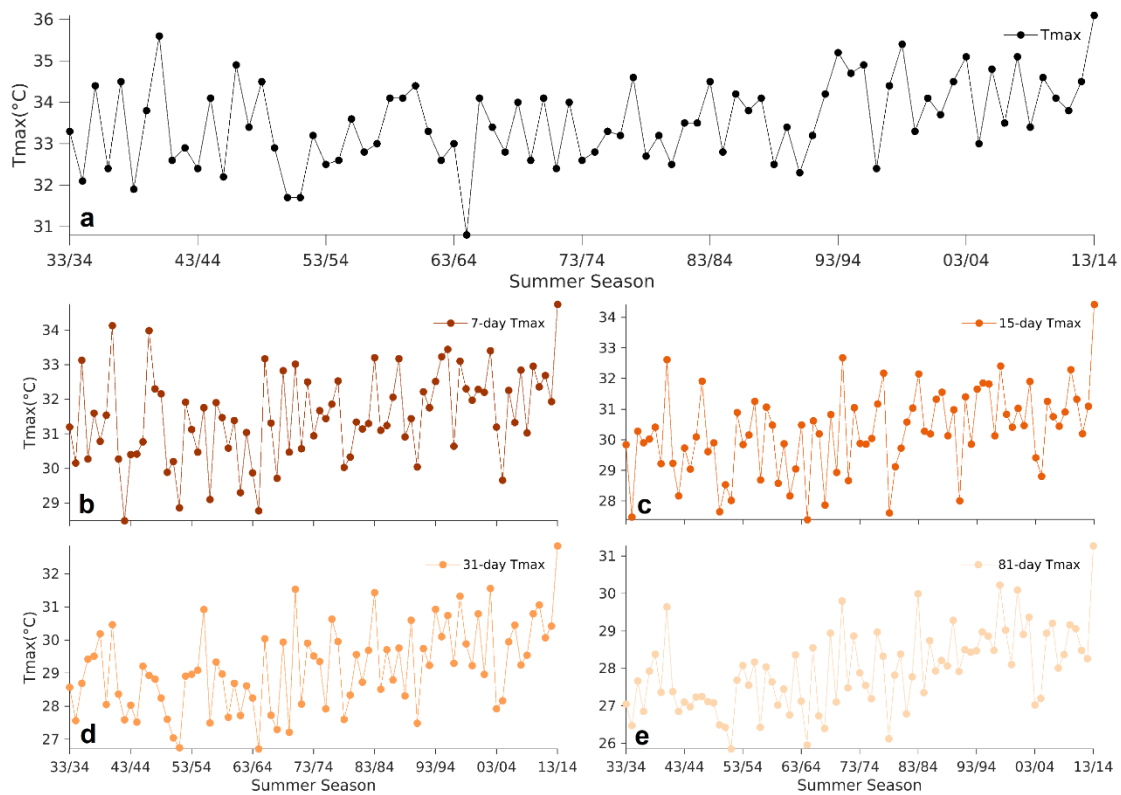 36
35
34
33
32
31
Tmax(°C)
Tmax
a
33/34 43/44 53/54 63/64 73/74 83/84 93/94 03/04 13/14
Summer Season
34
33
32
31
30
29
Tmax(°C)
7-day Tmax
b
34
33
32
31
30
29
28
15-day Tmax
c
32
31
30
29
28
27
Tmax(°C)
31-day Tmax
d
33/34 43/44 53/54 63/64 73/74 83/84 93/94 03/04 13/14
Summer Season
31
30
29
28
27
26
81-day Tmax
e
33/34 43/44 53/54 63/64 73/74 83/84 93/94 03/04 13/14
Summer Season